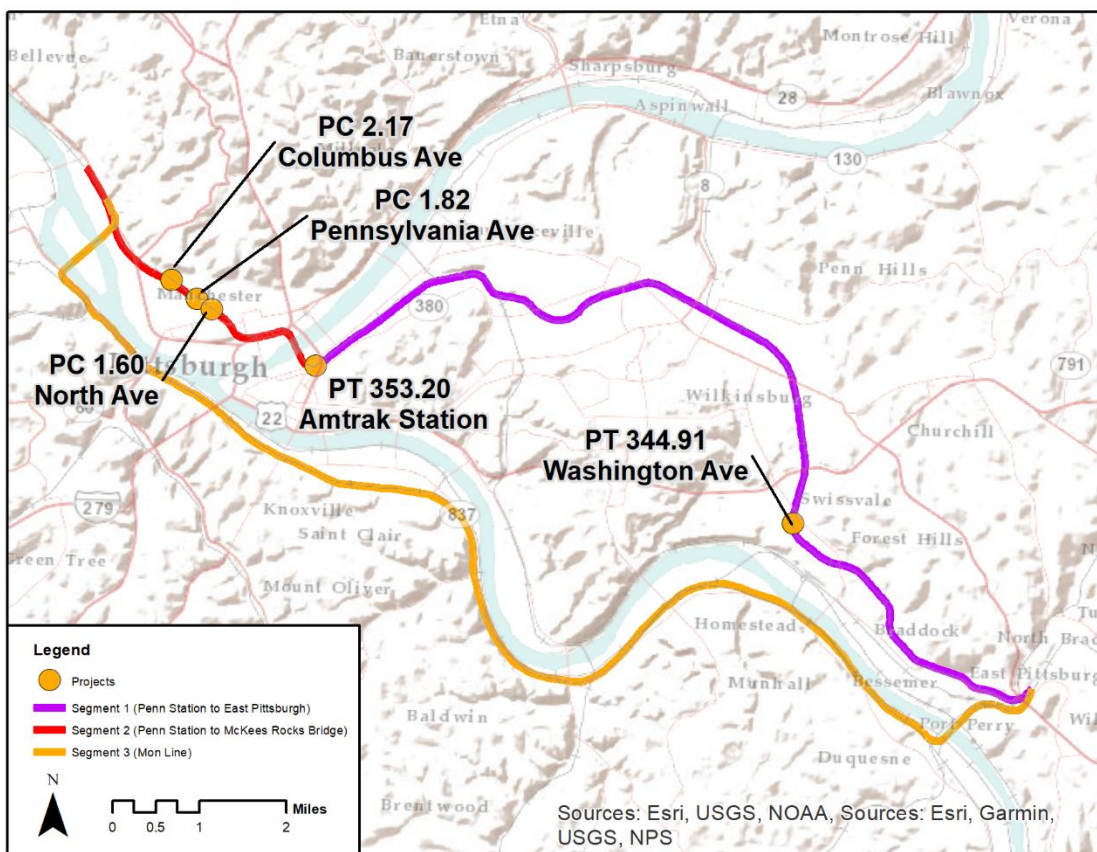 Etna
Verona
Bellevue
Bauerstown
Montrose Hill
Sharpsburg
28
Blawnox
Aspinwall
PC 2.17
Columbus Ave
130
8
PC 1.82
Pennsylvania Ave
Penn Hills
Manchester
380
PC 1.60
North Ave
PT 353.20
Amtrak Station
791
22
Wilkinsburg
Churchill
PT 344.91
Washington Ave
279
Knoxville
837
Swissvale
Saint Clair
Forest Hills
Green Tree
Mount Oliver
Homestead
Braddock
North Brad
East Pittsburg
Munhall
Bessemer
Baldwin
Port Perry
Duquesne
Brentwood
Legend
Projects
Segment 1 (Penn Station to East Pittsburgh)
Segment 2 (Penn Station to McKees Rocks Bridge)
Segment 3 (Mon Line)
N
Miles
0 0.5 1 2
Sources: Esri, USGS, NOAA, Sources: Esri, Garmin,
USGS, NPS